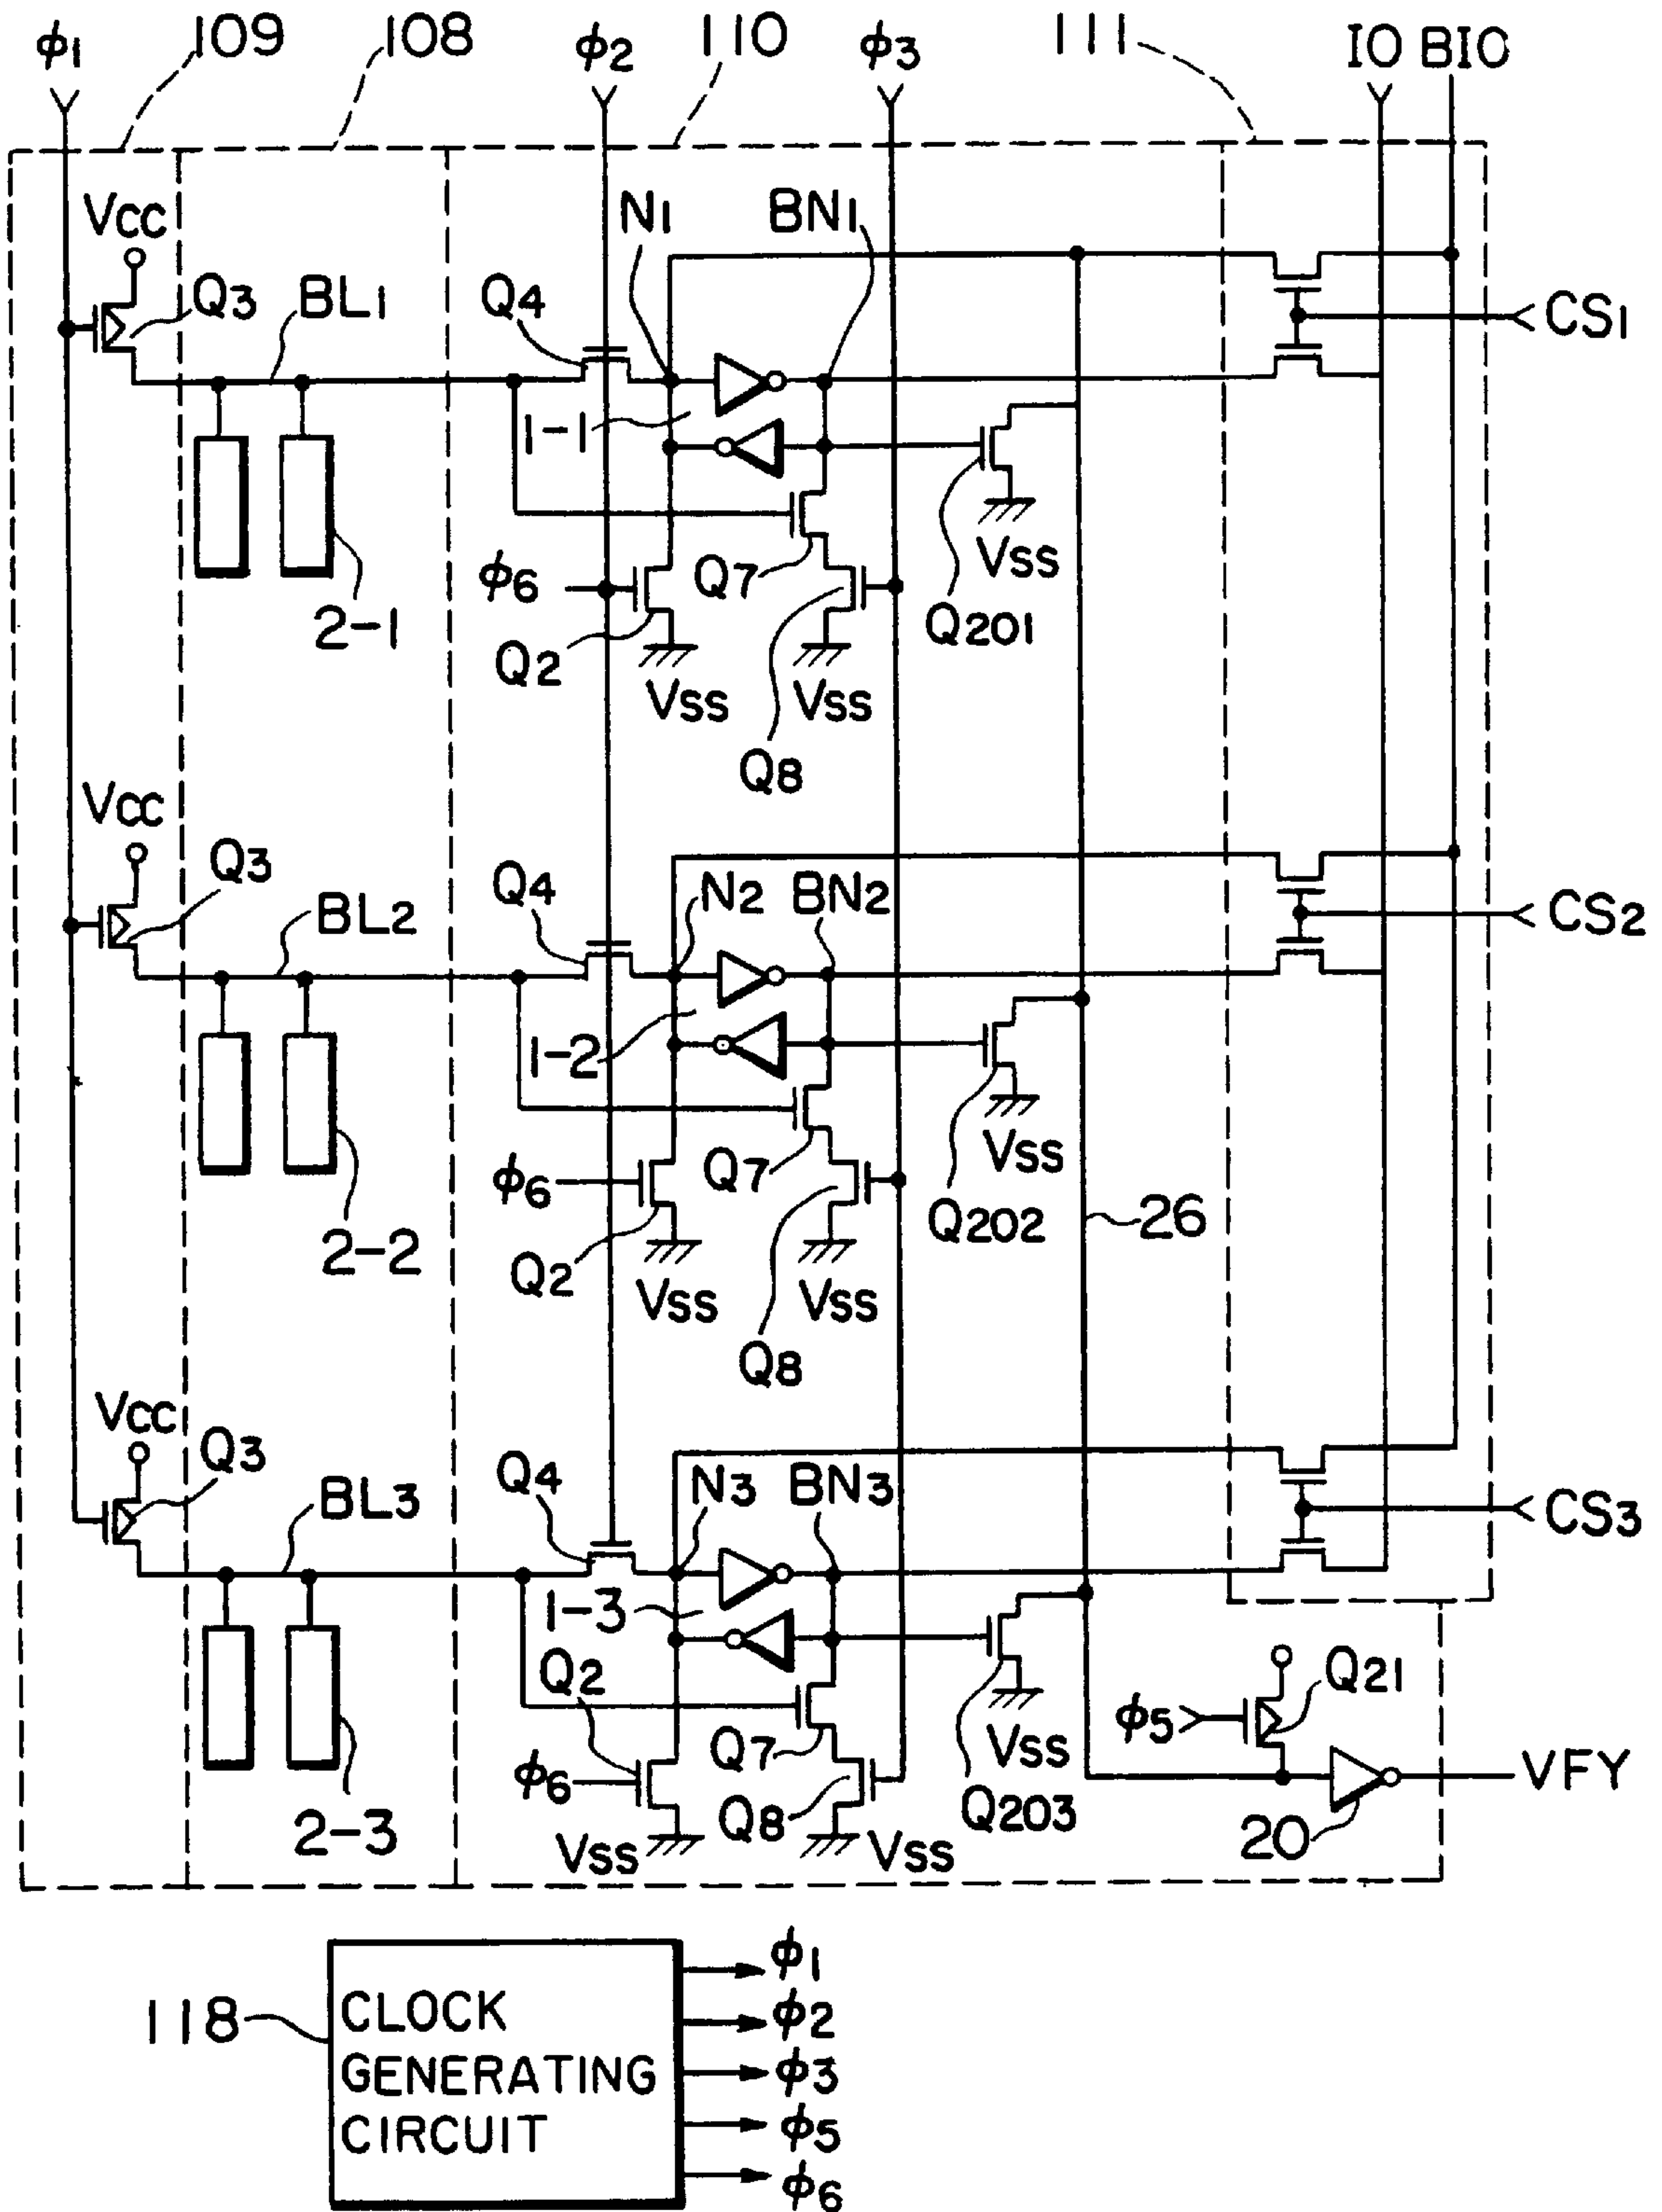 ϕ1 109 108 ϕ2 110 ϕ3 111 IO BIO
VCC N1 BN1
Q3 BL1 Q4 CS1
1-1
ϕ6 Q7 VSS
2-1 Q2 Q201
VSS VSS
Q8
VCC
Q3 Q4 N2 BN2 CS2
BL2
1-2
ϕ6 Q7 VSS
2-2 Q2 Q202 26
VSS VSS
Q8
VCC
Q3 Q4 N3 BN3
BL3 CS3
1-3
Q2 Q21
ϕ5
ϕ6 Q7 VSS VFY
2-3 Q8 Q203 20
VSS VSS
118 CLOCK
GENERATING
CIRCUIT
ϕ1
ϕ2
ϕ3
ϕ5
ϕ6